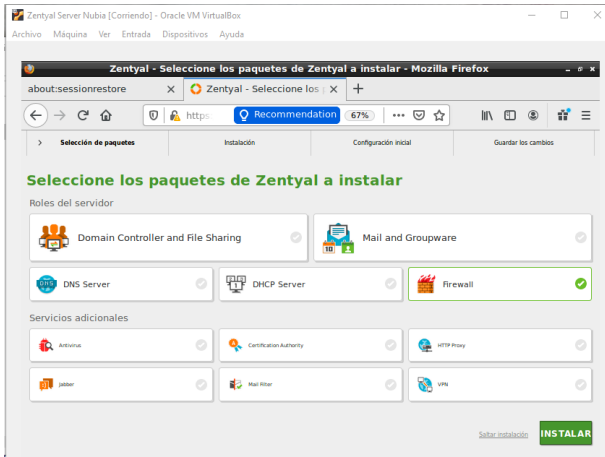 Zentyal Server Nubia [Corriendo] - Oracle VM VirtualBox
Archivo Máquina Ver Entrada Dispositivos Ayuda
Zentyal - Seleccione los paquetes de Zentyal a instalar - Mozilla Firefox
about:sessionrestore Zentyal - Seleccione los
https: Recommendation 67%
Selección de paquetes Instalación Configuración inicial Guardar los cambios
Seleccione los paquetes de Zentyal a instalar
Roles del servidor
Domain Controller and File Sharing
10 Mail and Groupware
DNS DNS Server
DHCP Server
Firewall
Servicios adicionales
Antivirus
Certification Authority
HTTP Proxy
Jabber
Mail Filter
VPN
Saltar instalación INSTALAR